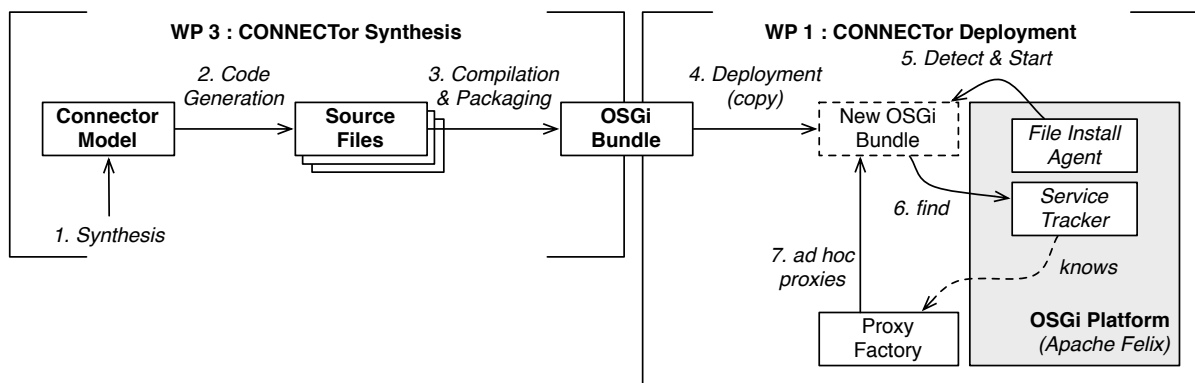 WP 3 : CONNECTor Synthesis
2. Code
Generation
3. Compilation
& Packaging
Connector
Model
Source
Files
OSGi
Bundle
1. Synthesis
WP 1 : CONNECTor Deployment
4. Deployment
(copy)
5. Detect & Start
New OSGi
Bundle
File Install
Agent
6. find
Service
Tracker
7. ad hoc
proxies
knows
Proxy
Factory
OSGi Platform
(Apache Felix)